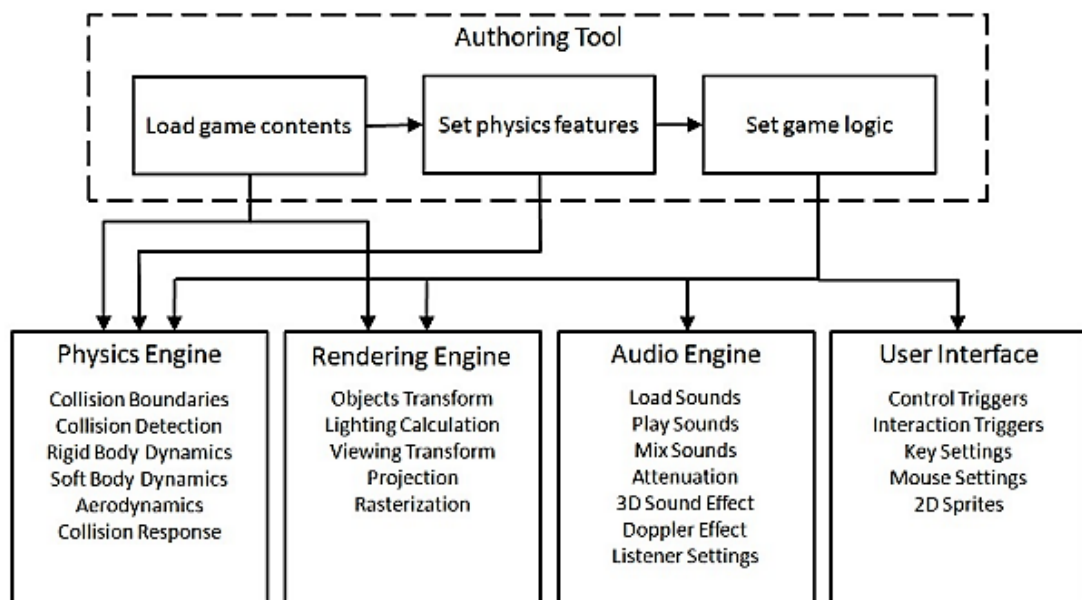 Authoring Tool
Load game contents
Set physics features
Set game logic
Physics Engine
Collision Boundaries
Collision Detection
Rigid Body Dynamics
Soft Body Dynamics
Aerodynamics
Collision Response
Rendering Engine
Objects Transform
Lighting Calculation
Viewing Transform
Projection
Rasterization
Audio Engine
Load Sounds
Play Sounds
Mix Sounds
Attenuation
3D Sound Effect
Doppler Effect
Listener Settings
User Interface
Control Triggers
Interaction Triggers
Key Settings
Mouse Settings
2D Sprites